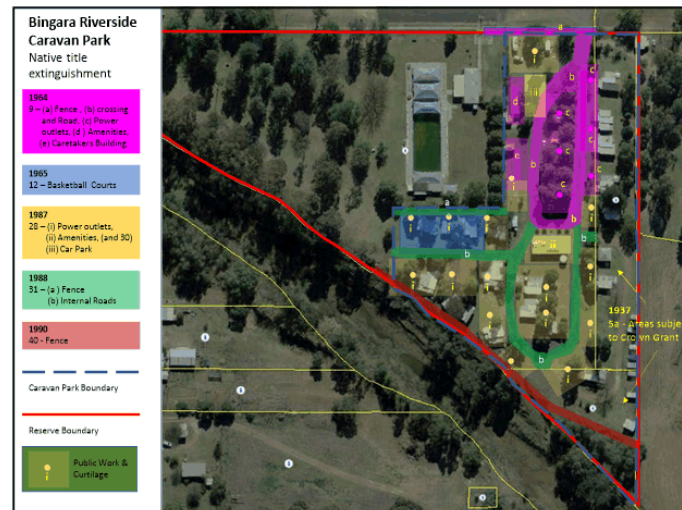 Bingara Riverside
Caravan Park
Native title
extinguishment
1964
9 – (a) Fence , (b) crossing
and Road, (c) Power
outlets, (d ) Amenities,
(e) Caretakers Building
1965
12 – Basketball Courts
1987
28 – (i) Power outlets,
(ii) Amenities, (and 30)
(iii) Car Park
1988
31 – (a ) Fence
(b) Internal Roads
1990
40 - Fence
Caravan Park Boundary
Reserve Boundary
Public Work &
Curtilage
i
a
i
b
c
iii
d
c
b
c
c
e
i
c
b
i
a
i
i
i
b
ii
b
i
i
i
i
i
i
i
i
i
b
i
1937
5a - Areas subje
to Crown Grant